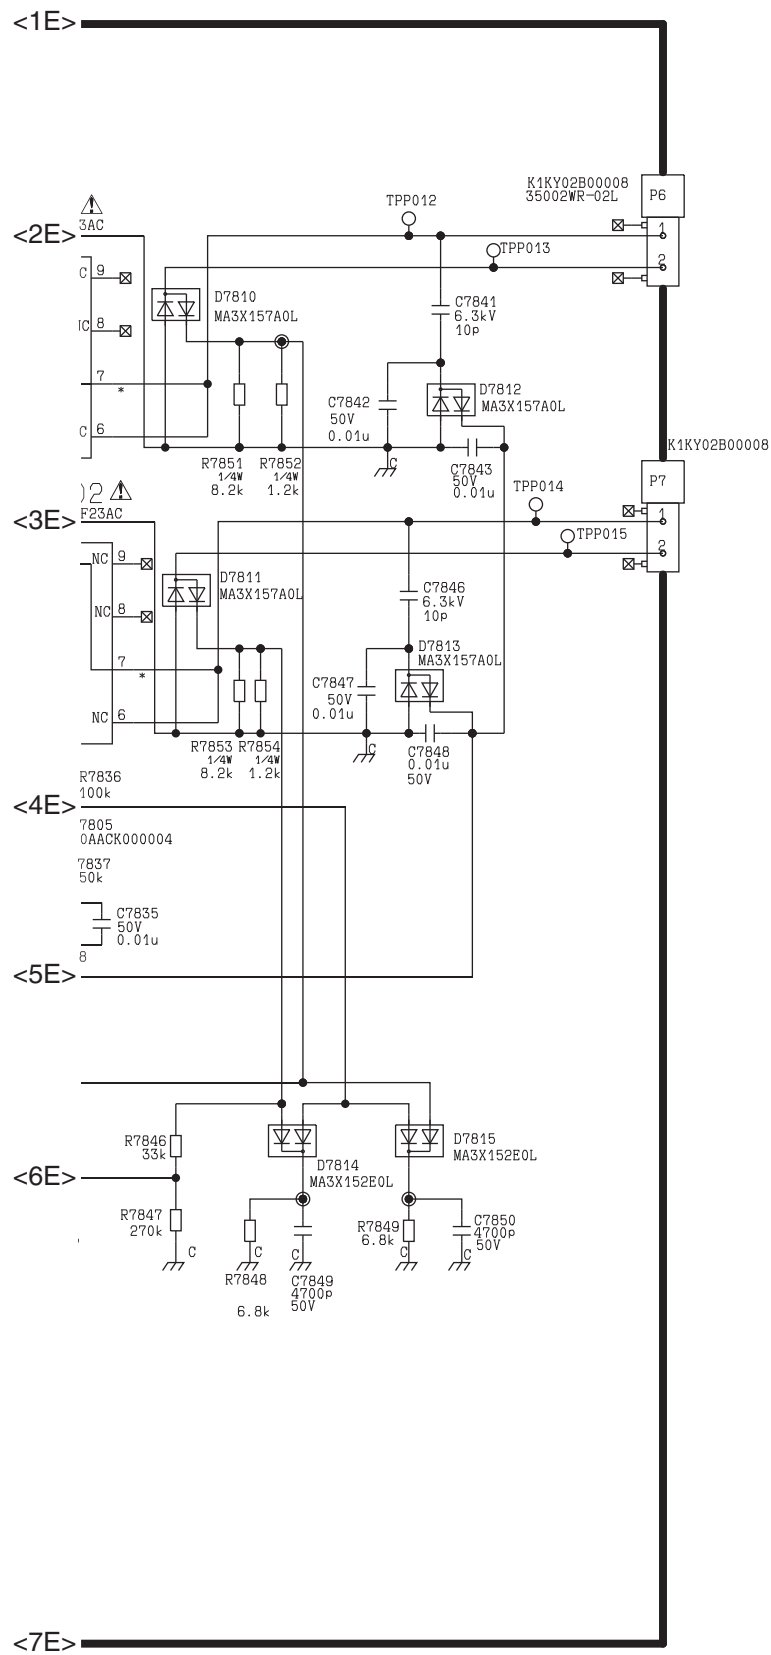 <1E>
K1KY02B00008
35002WR-02L
P6
TPP012
3AC
<2E>
1
TPP013
2
C
9
D7810
MA3X157A0L
C7841
6.3kV
10p
8
7
*
D7812
MA3X157A0L
C7842
50V
0.01u
C
6
K1KY02B00008
R7851
1/4W
8.2k
R7852
1/4W
1.2k
C
C7843
50V
0.01u
P7
)2
TPP014
F23AC
<3E>
1
TPP015
2
NC
9
D7811
MA3X157A0L
C7846
6.3kV
10p
NC
8
D7813
MA3X157A0L
7
*
C7847
50V
0.01u
NC
6
R7853
1/4W
8.2k
R7854
1/4W
1.2k
C
C7848
0.01u
50V
R7836
100k
<4E>
7805
0AACK000004
7837
50k
C7835
50V
0.01u
8
<5E>
R7846
33k
D7814
MA3X152E0L
D7815
MA3X152E0L
<6E>
R7847
270k
R7849
6.8k
C7850
4700p
50V
C
C
C
C
C
R7848
6.8k
C7849
4700p
50V
<7E>